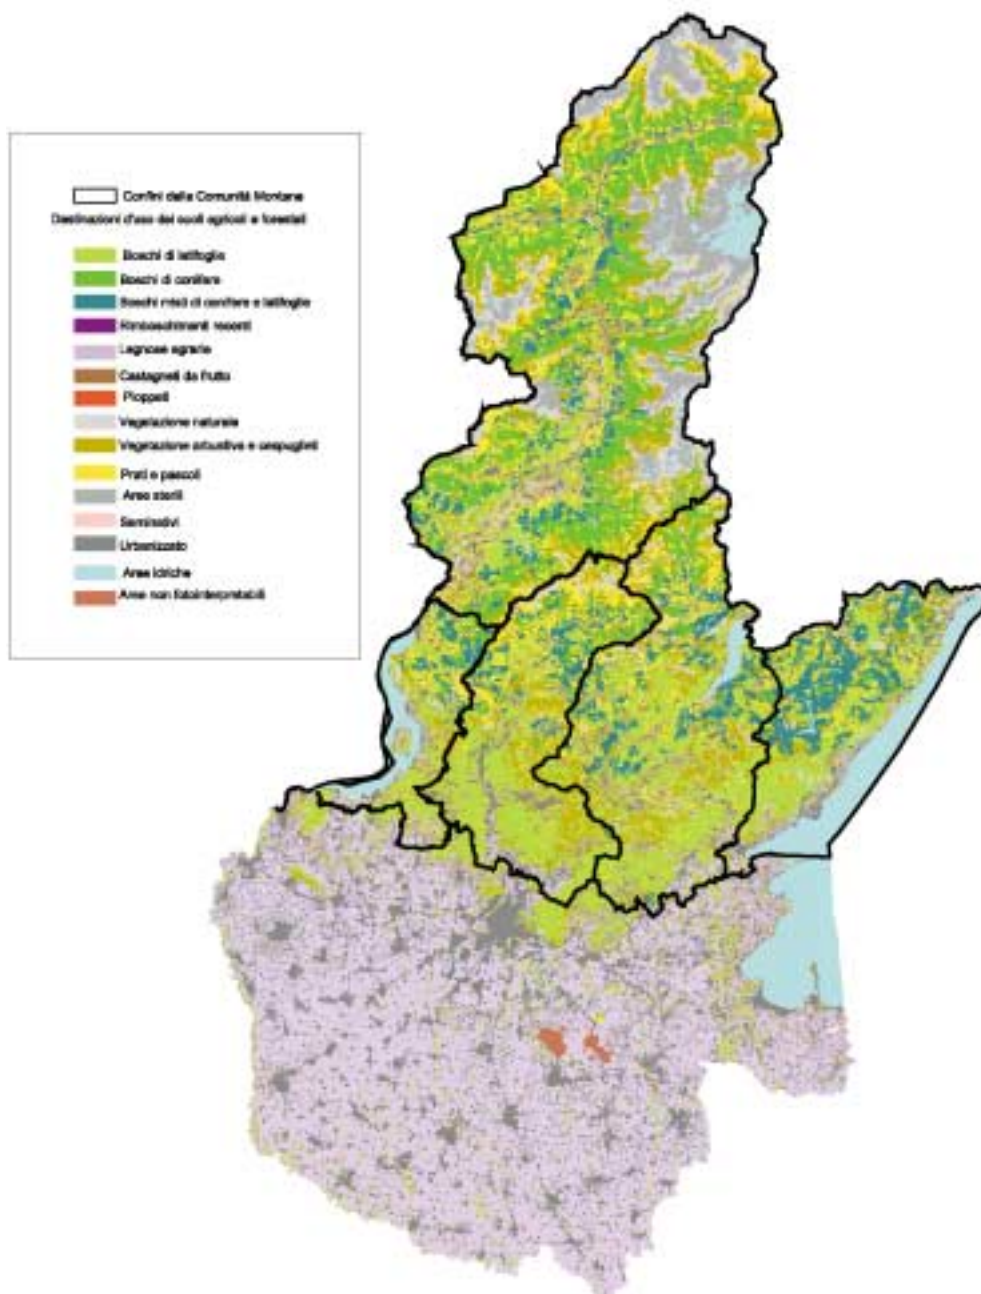 Confini della Comunità Montana
Destinazioni d'uso dei suoli agricoli e forestali
Boschi di latifoglie
Boschi di conifere
Boschi misti di conifere e latifoglie
Rimboschimenti recenti
Legnose agrarie
Castagneti da frutto
Pioppeti
Vegetazione naturale
Vegetazione arbustiva e cespuglieti
Prati e pascoli
Aree sterili
Seminativi
Urbanizzato
Aree idriche
Aree non fotointerpretabili